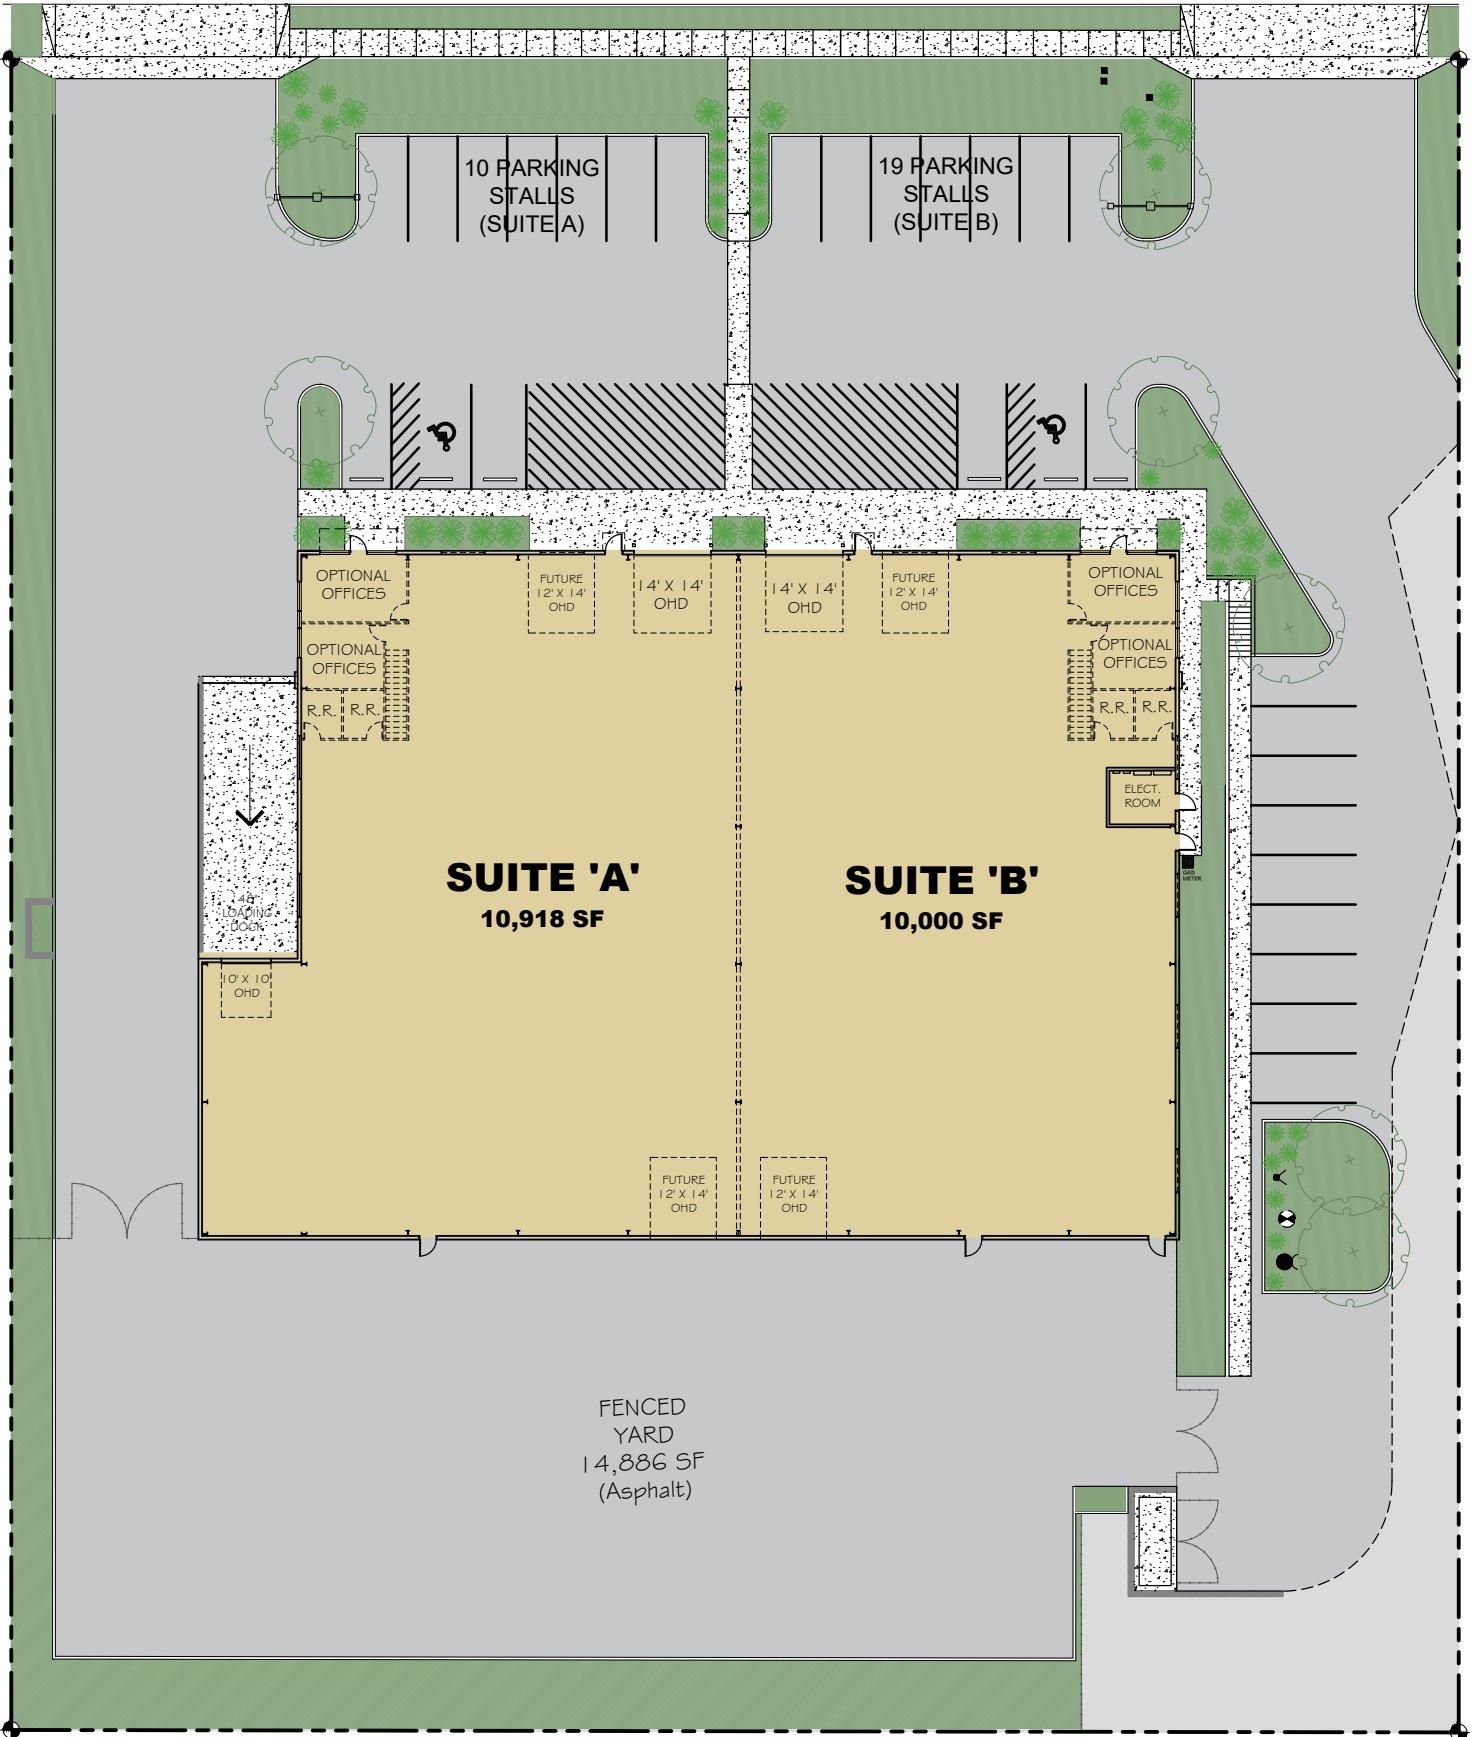 10 PARKING
STALLS
(SUITE A)
19 PARKING
STALLS
(SUITE B)
OPTIONAL
OFFICES
FUTURE
12' X 14'
OHD
14' X 14'
OHD
14' X 14'
OHD
FUTURE
12' X 14'
OHD
OPTIONAL
OFFICES
OPTIONAL
OFFICES
OPTIONAL
OFFICES
R.R.
R.R.
R.R.
R.R.
ELECT.
ROOM
SUITE 'A'
10,918 SF
SUITE 'B'
10,000 SF
GAS
METER
48"
LOADING
DOCK
10' X 10'
OHD
FUTURE
12' X 14'
OHD
FUTURE
12' X 14'
OHD
FENCED
YARD
14,886 SF
(Asphalt)